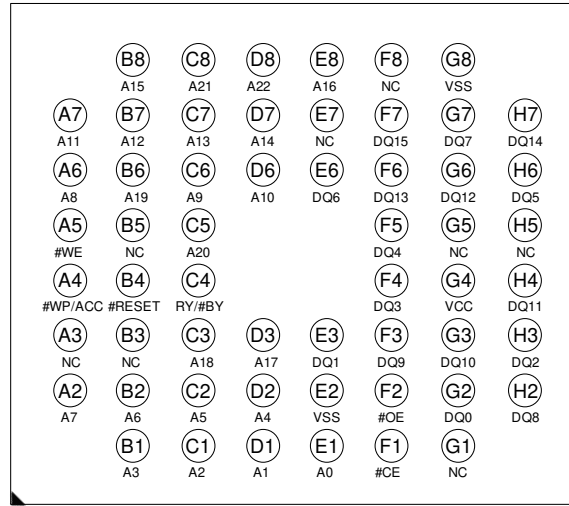 B8 C8 D8 E8 F8 G8
A15 A21 A22 A16 NC VSS
A7 B7 C7 D7 E7 F7 G7 H7
A11 A12 A13 A14 NC DQ15 DQ7 DQ14
A6 B6 C6 D6 E6 F6 G6 H6
A8 A19 A9 A10 DQ6 DQ13 DQ12 DQ5
A5 B5 C5 F5 G5 H5
#WE NC A20 DQ4 NC NC
A4 B4 C4 F4 G4 H4
#WP/ACC #RESET RY/#BY DQ3 VCC DQ11
A3 B3 C3 D3 E3 F3 G3 H3
NC NC A18 A17 DQ1 DQ9 DQ10 DQ2
A2 B2 C2 D2 E2 F2 G2 H2
A7 A6 A5 A4 VSS #OE DQ0 DQ8
B1 C1 D1 E1 F1 G1
A3 A2 A1 A0 #CE NC